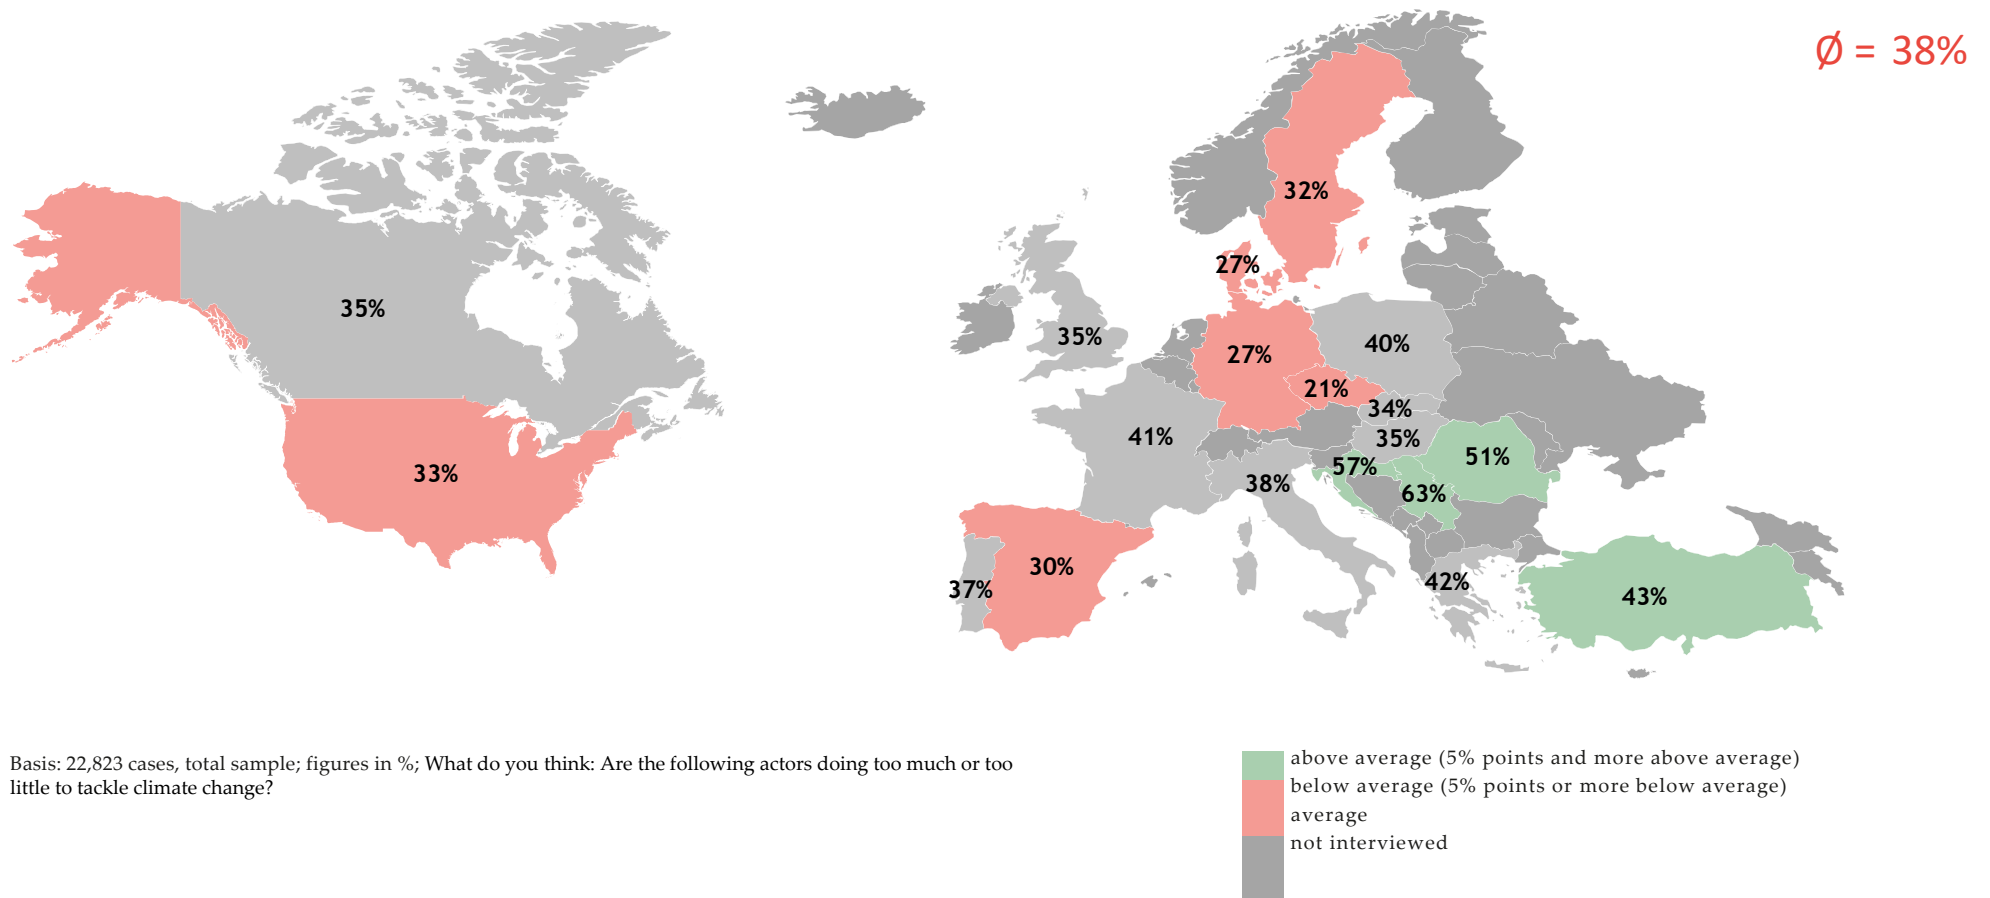 Ø = 38%
32%
27%
35%
35%
27%
40%
21%
34%
41%
35%
57%
51%
33%
38%
63%
30%
37%
42%
43%
Basis: 22,823 cases, total sample; figures in %; What do you think: Are the following actors doing too much or too
little to tackle climate change?
above average (5% points and more above average)
below average (5% points or more below average)
average
not interviewed